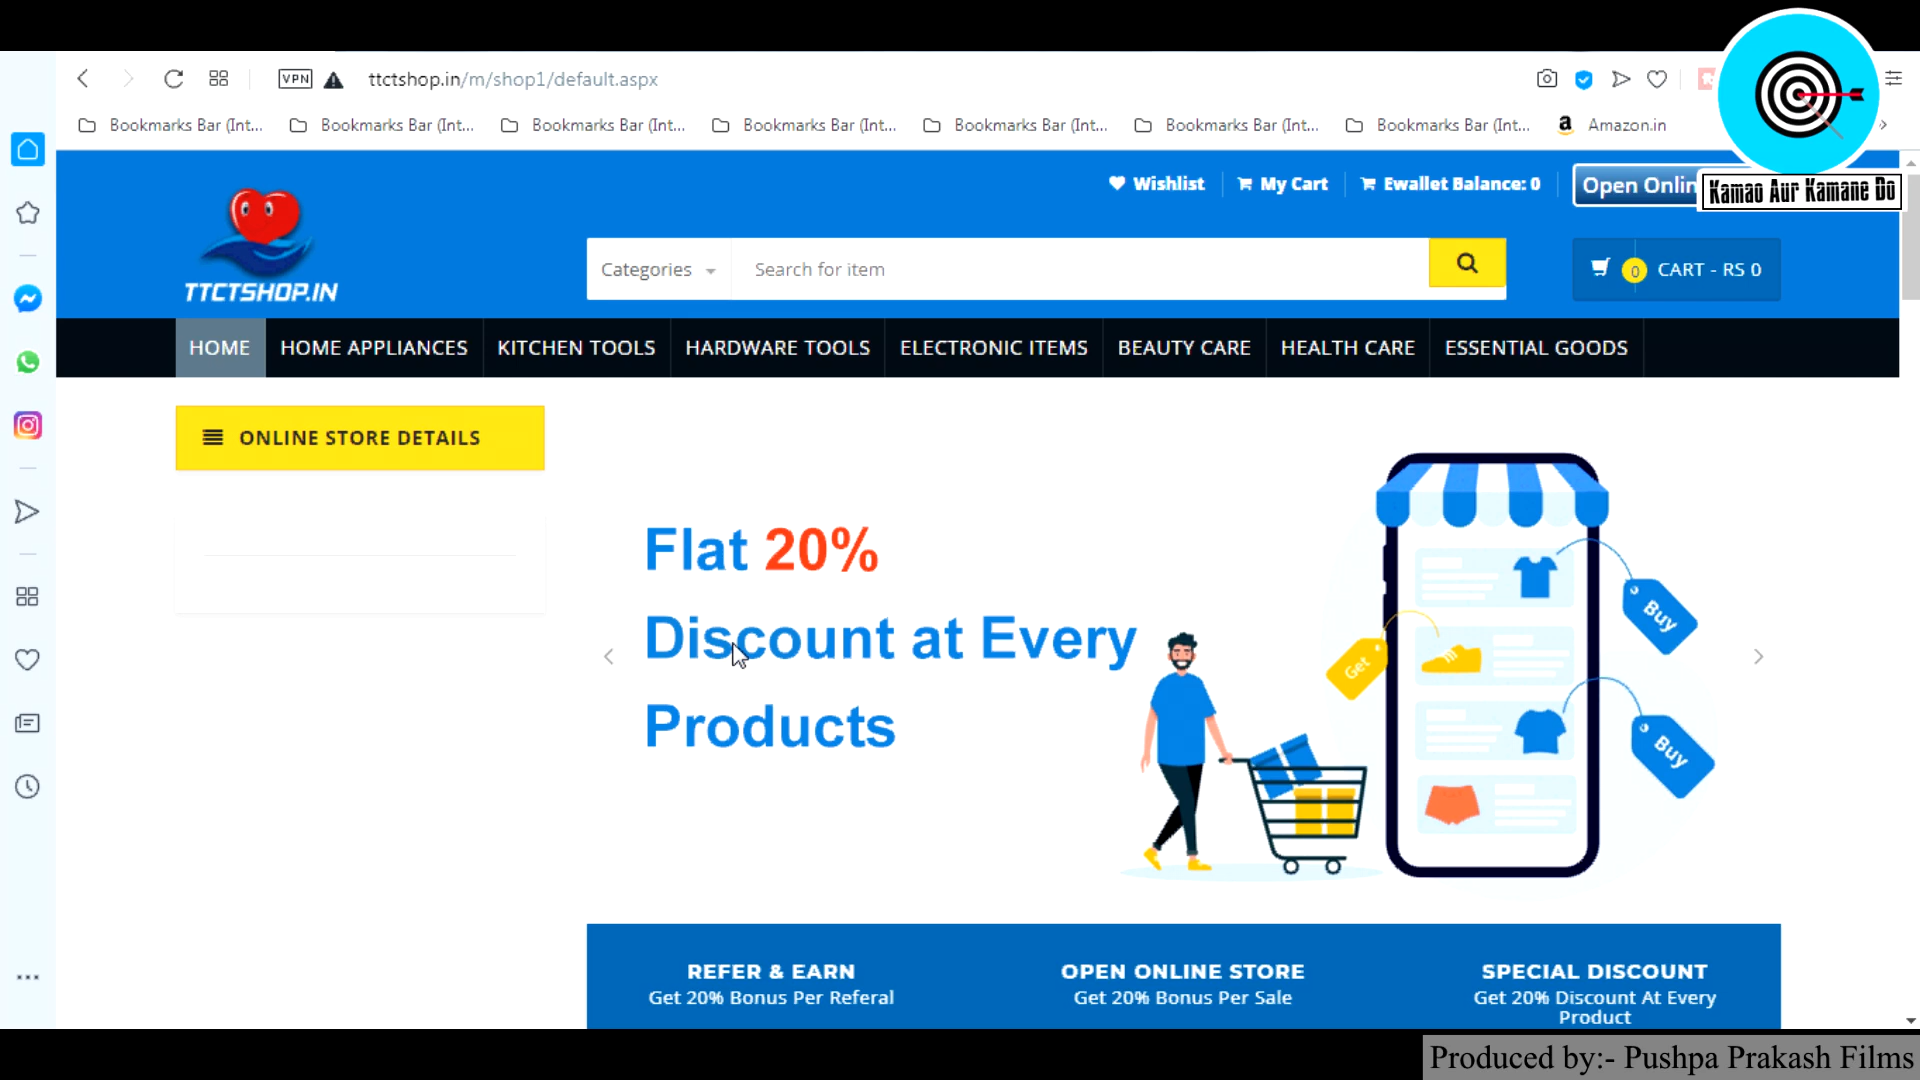 VPN
ttctshop.in/m/shop1/default.aspx
Bookmarks Bar (Int...
Bookmarks Bar (Int...
Bookmarks Bar (Int...
Bookmarks Bar (Int...
Bookmarks Bar (Int...
Bookmarks Bar (Int...
Bookmarks Bar (Int...
a Amazon.in
Wishlist
My Cart
Ewallet Balance: 0
Open Onlin
Kamao Aur Kamane Do
TTCTSHOP.IN
Categories
Search for item
0
CART - RS 0
HOME
HOME APPLIANCES
KITCHEN TOOLS
HARDWARE TOOLS
ELECTRONIC ITEMS
BEAUTY CARE
HEALTH CARE
ESSENTIAL GOODS
ONLINE STORE DETAILS
Flat 20%
Discount at Every
Products
Buy
Get
Buy
REFER & EARN
Get 20% Bonus Per Referal
OPEN ONLINE STORE
Get 20% Bonus Per Sale
SPECIAL DISCOUNT
Get 20% Discount At Every
Product
Produced by:- Pushpa Prakash Films